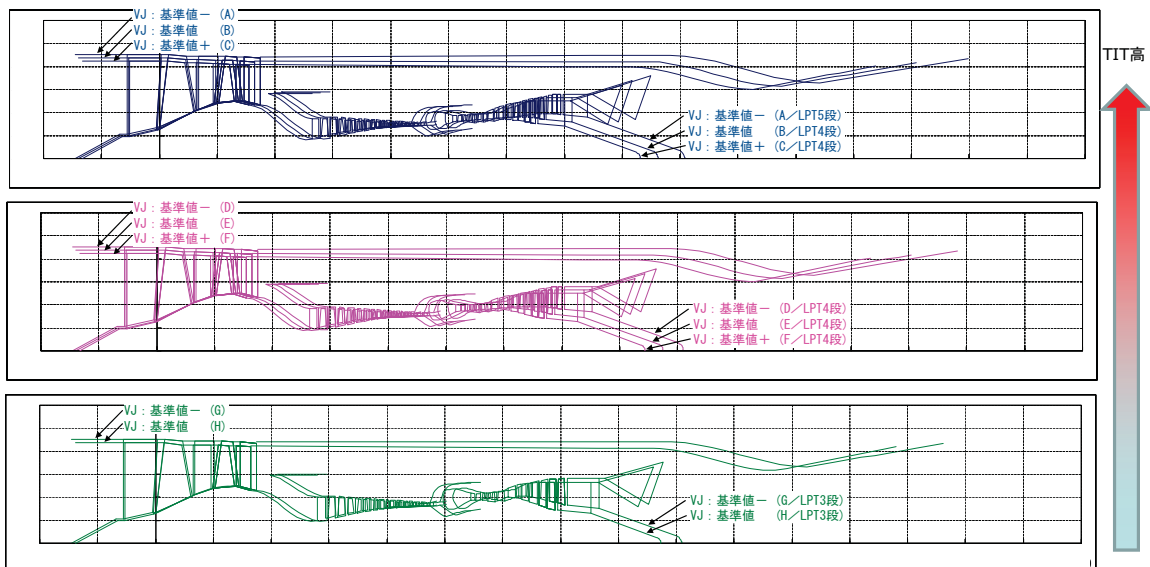 VJ：基準値－ (A)
VJ：基準値　 (B)
VJ：基準値＋ (C)
TIT高
VJ：基準値－ (A／LPT5段)
VJ：基準値　 (B／LPT4段)
VJ：基準値＋ (C／LPT4段)
VJ：基準値－ (D)
VJ：基準値　 (E)
VJ：基準値＋ (F)
VJ：基準値－ (D／LPT4段)
VJ：基準値　 (E／LPT4段)
VJ：基準値＋ (F／LPT4段)
VJ：基準値－ (G)
VJ：基準値　 (H)
VJ：基準値－ (G／LPT3段)
VJ：基準値　 (H／LPT3段)